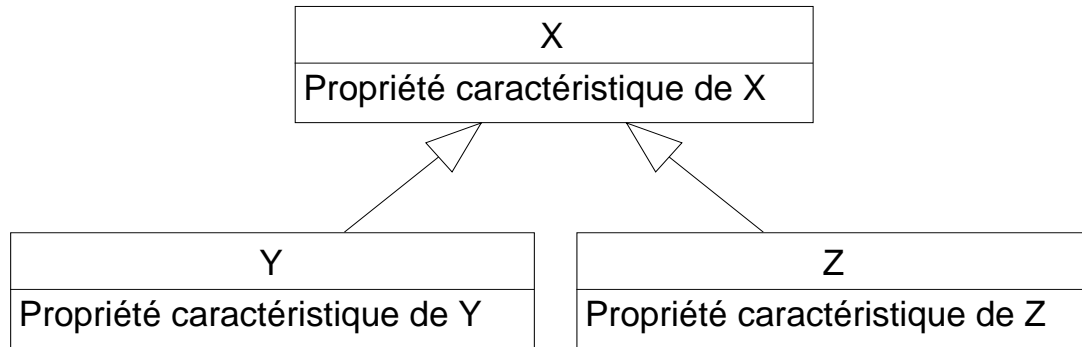 X
Propriété caractéristique de X
Y
Propriété caractéristique de Y
Z
Propriété caractéristique de Z